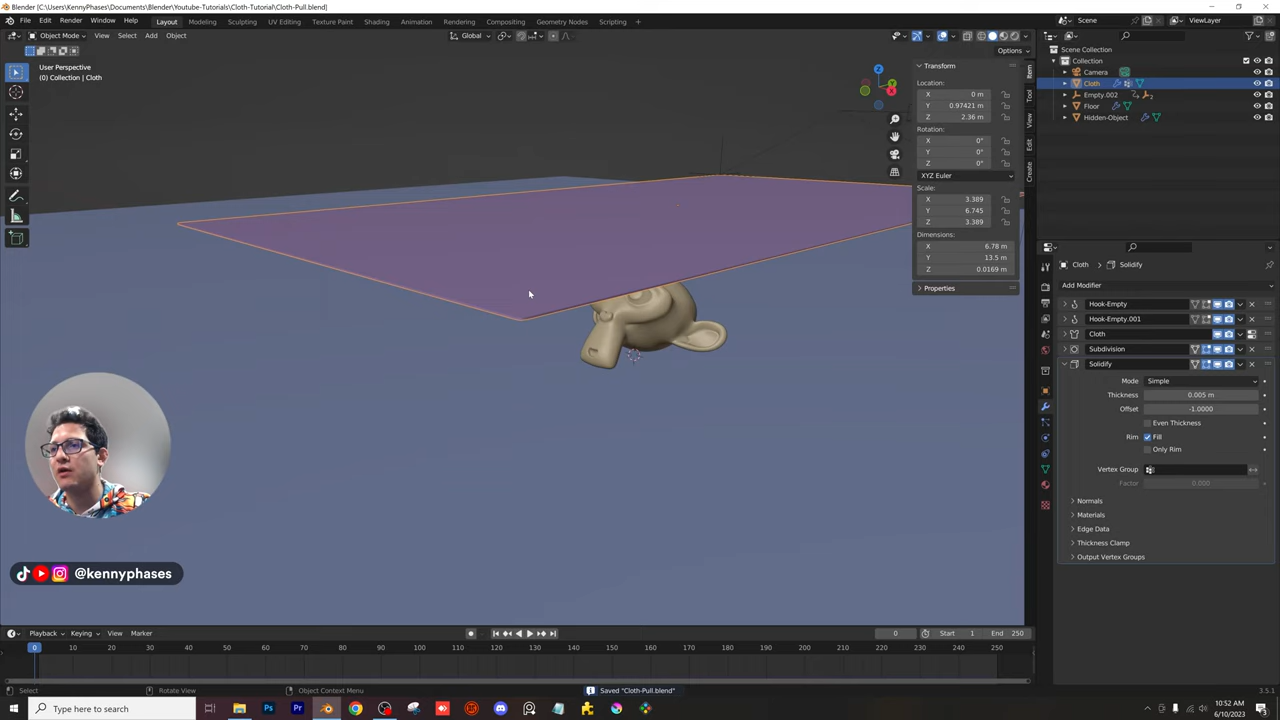 Blender [C:\Users\KennyPhases\Documents\Blender\Youtube-Tutorials\Cloth-Tutorial\Cloth-Pull.blend]
File Edit Render Window Help
Layout Modeling Sculpting UV Editing Texture Paint Shading Animation Rendering Compositing Geometry Nodes Scripting +
Scene
ViewLayer
Object Mode View Select Add Object
Global
Options
User Perspective
(0) Collection | Cloth
Z
Y
X
Transform
Location:
X 0 m
Y 0.97421 m
Z 2.36 m
Rotation:
X 0°
Y 0°
Z 0°
XYZ Euler
Scale:
X 3.389
Y 6.745
Z 3.389
Dimensions:
X 6.78 m
Y 13.5 m
Z 0.0169 m
Properties
Item
Tool
View
Edit
Create
Scene Collection
Collection
Camera
Cloth
Empty.002
Floor
Hidden-Object
Cloth > Solidify
Add Modifier
Hook-Empty
Hook-Empty.001
Cloth
Subdivision
Solidify
Mode Simple
Thickness 0.005 m
Offset -1.0000
Even Thickness
Rim Fill
Only Rim
Vertex Group
Factor 0.000
Normals
Materials
Edge Data
Thickness Clamp
Output Vertex Groups
@kennyphases
Playback Keying View Marker
0
Start 1
End 250
0 10 20 30 40 50 60 70 80 90 100 110 120 130 140 150 160 170 180 190 200 210 220 230 240 250
Select
Rotate View
Object Context Menu
Saved "Cloth-Pull.blend"
3.5.1
Type here to search
Ps
Pr
10:52 AM
6/10/2023